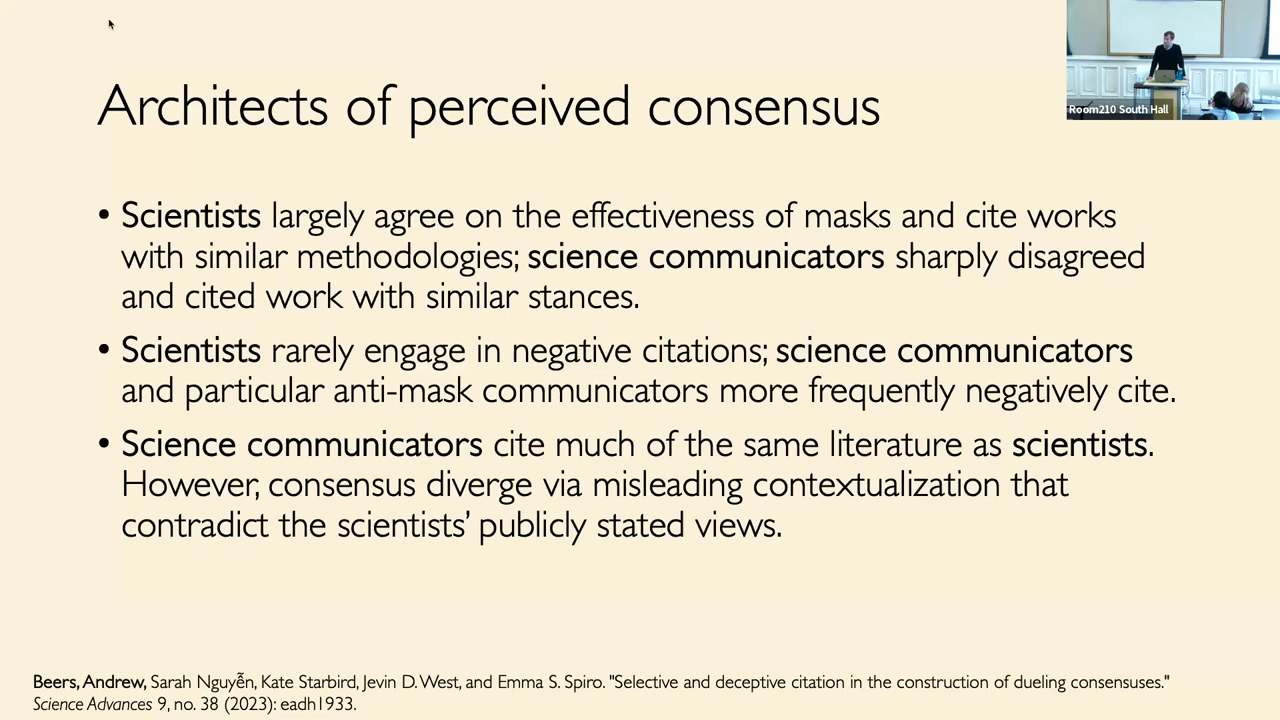 Room210 South Hall
Architects of perceived consensus
• Scientists largely agree on the effectiveness of masks and cite works
with similar methodologies; science communicators sharply disagreed
and cited work with similar stances.
• Scientists rarely engage in negative citations; science communicators
and particular anti-mask communicators more frequently negatively cite.
• Science communicators cite much of the same literature as scientists.
However, consensus diverge via misleading contextualization that
contradict the scientists’ publicly stated views.
Beers, Andrew, Sarah Nguyễn, Kate Starbird, Jevin D. West, and Emma S. Spiro. "Selective and deceptive citation in the construction of dueling consensuses."
Science Advances 9, no. 38 (2023): eadh1933.